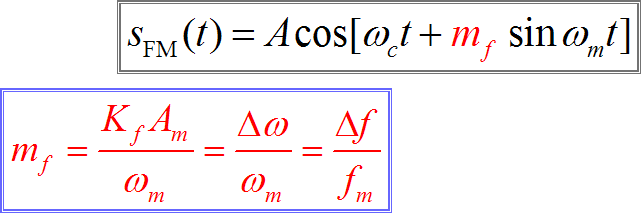 s_FM(t) = A cos[ω_c t + m_f sin ω_m t]
m_f = K_f A_m / ω_m = Δω / ω_m = Δf / f_m